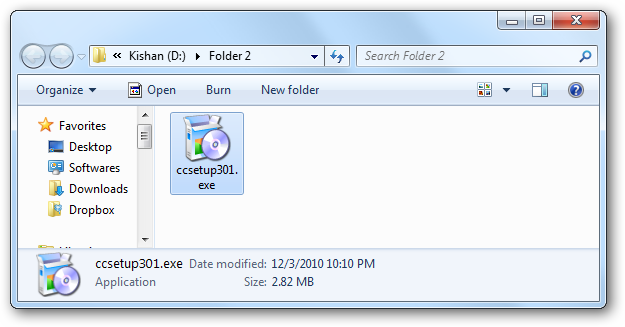 « Kishan (D:) Folder 2
Search Folder 2
Organize Open Burn New folder
Favorites
Desktop
Softwares
Downloads
Dropbox
ccsetup301.
exe
ccsetup301.exe Date modified: 12/3/2010 10:10 PM
Application Size: 2.82 MB